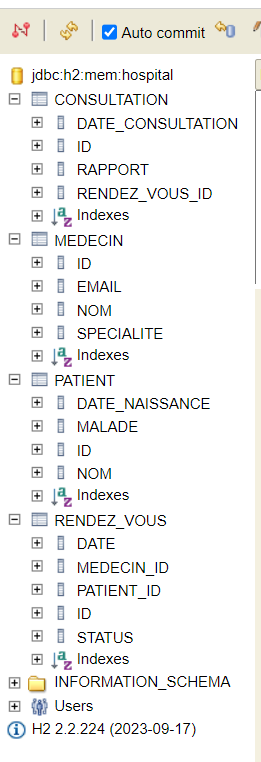 Auto commit
jdbc:h2:mem:hospital
CONSULTATION
DATE_CONSULTATION
ID
RAPPORT
RENDEZ_VOUS_ID
Indexes
MEDECIN
ID
EMAIL
NOM
SPECIALITE
Indexes
PATIENT
DATE_NAISSANCE
MALADE
ID
NOM
Indexes
RENDEZ_VOUS
DATE
MEDECIN_ID
PATIENT_ID
ID
STATUS
Indexes
INFORMATION_SCHEMA
Users
H2 2.2.224 (2023-09-17)